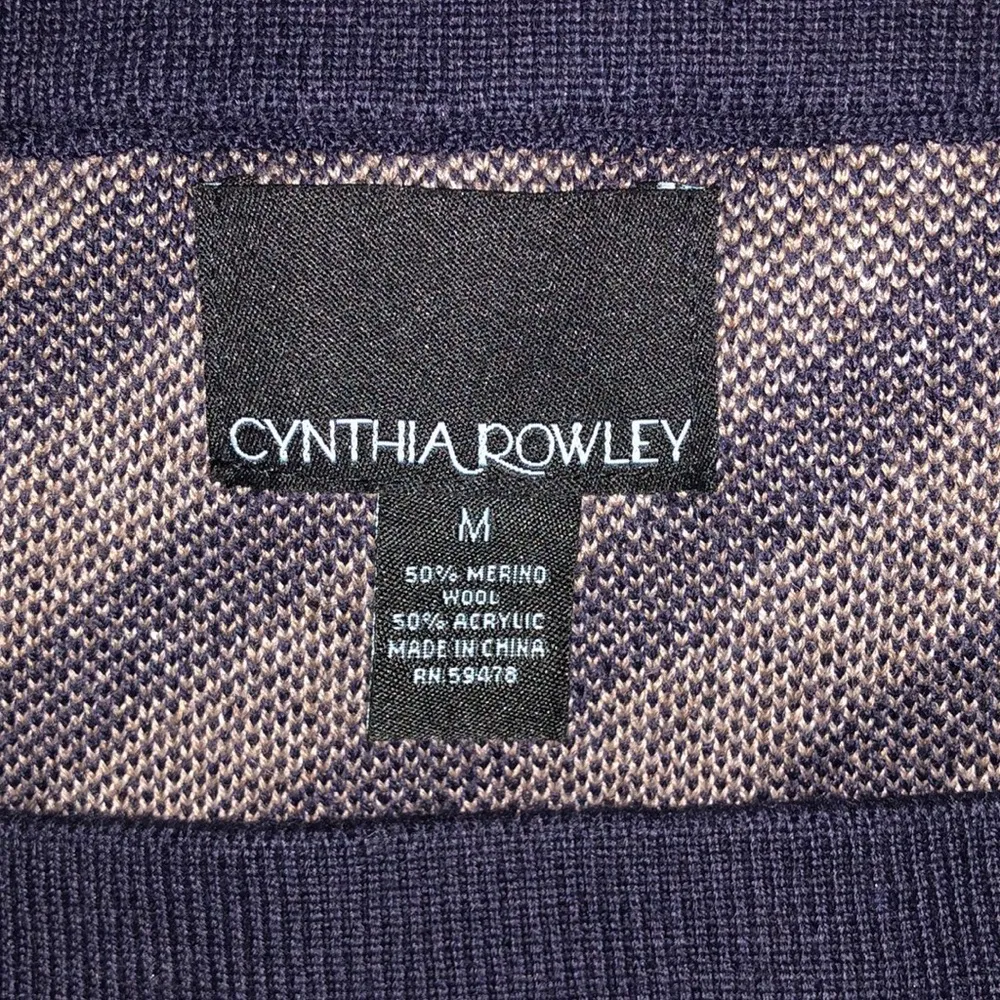 CYNTHIA ROWLEY
M
50% MERINO
WOOL
50% ACRYLIC
MADE IN CHINA
RN 59478